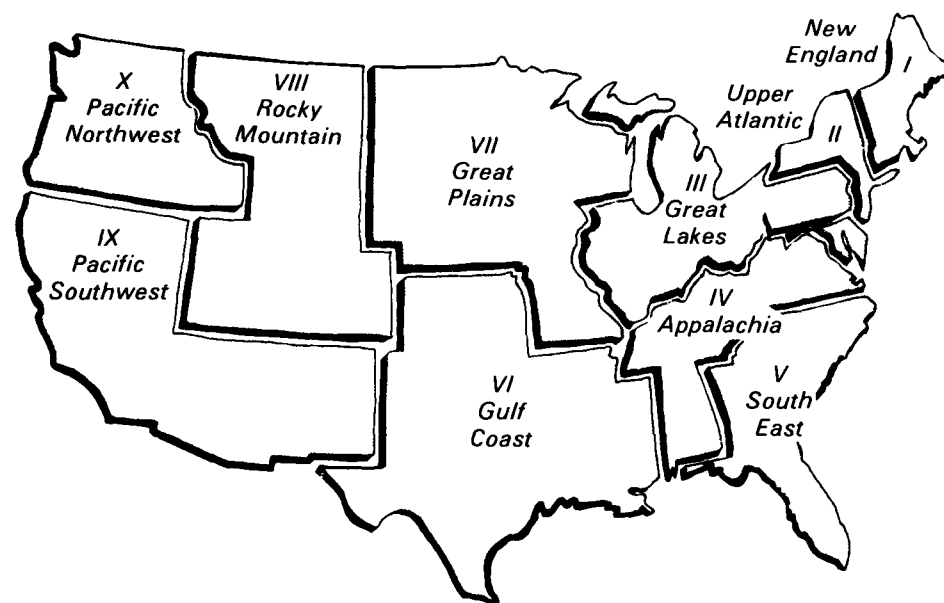 New
England
I
Upper
Atlantic
II
X
Pacific
Northwest
VIII
Rocky
Mountain
VII
Great
Plains
III
Great
Lakes
IX
Pacific
Southwest
IV
Appalachia
VI
Gulf
Coast
V
South
East